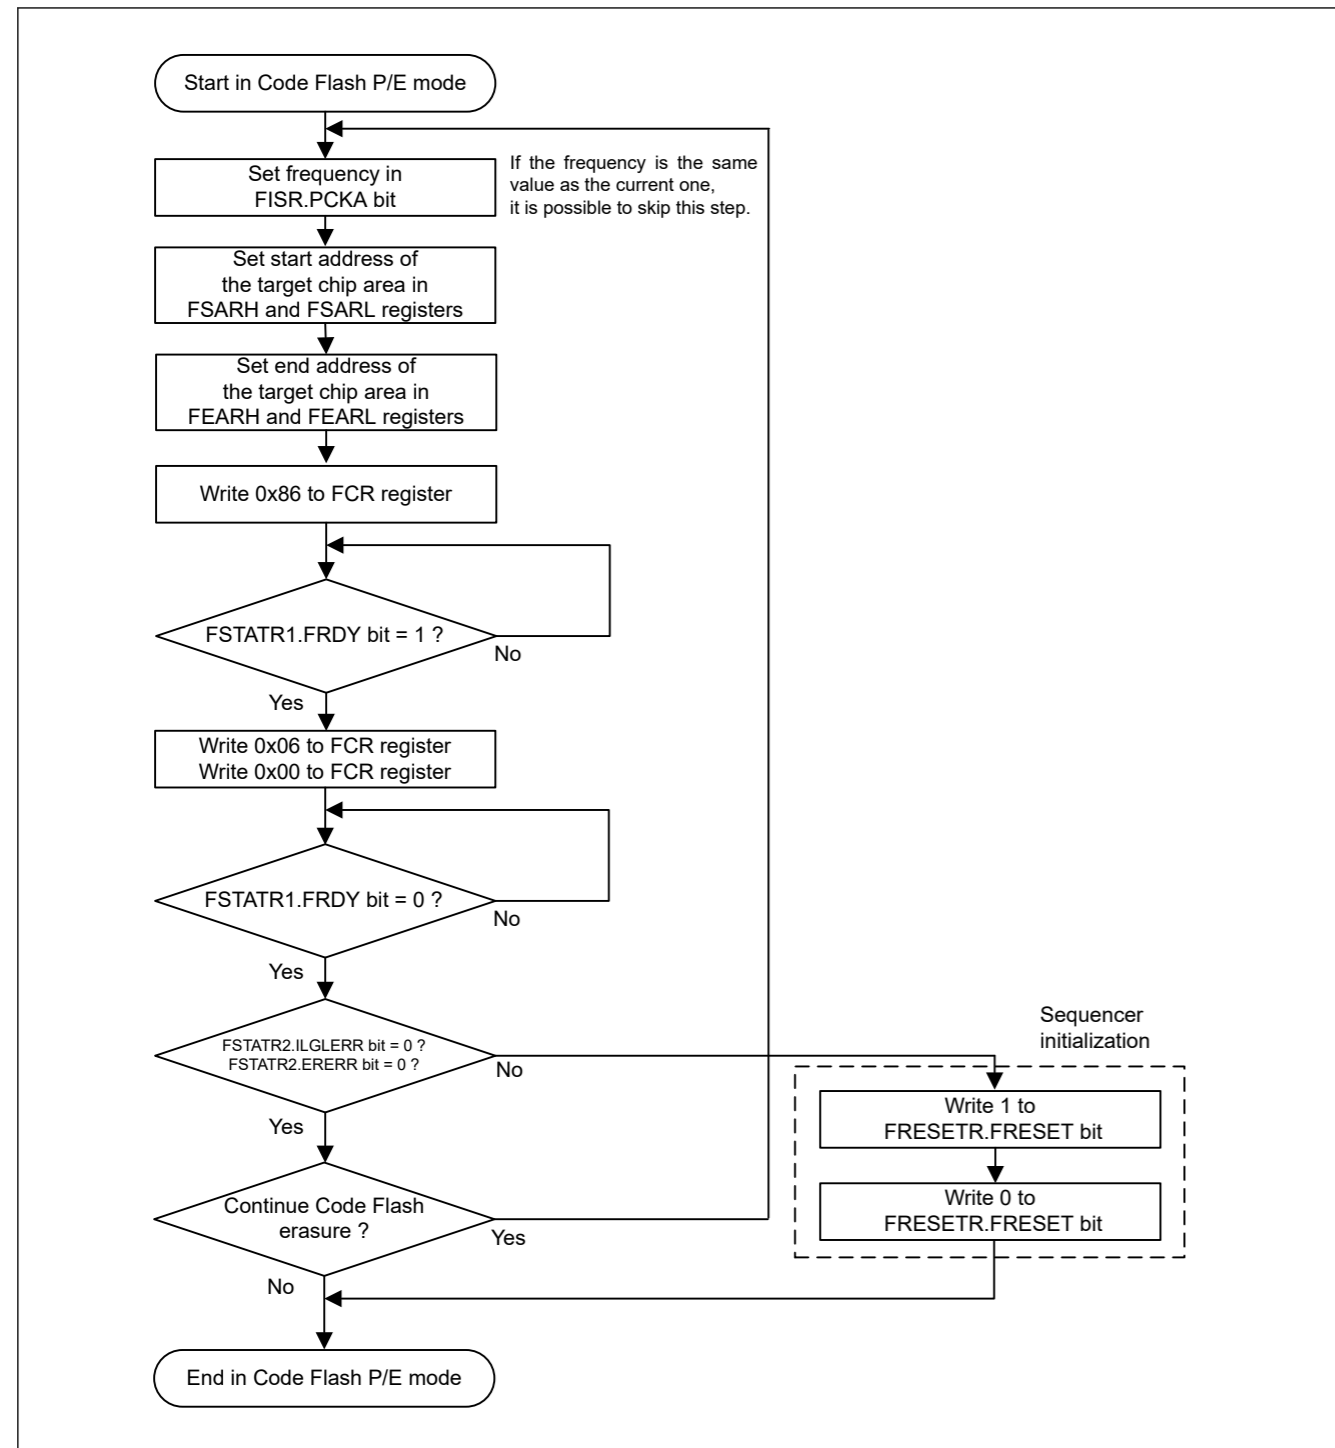 Start in Code Flash P/E mode
If the frequency is the same
value as the current one,
it is possible to skip this step.
Set frequency in
FISR.PCKA bit
Set start address of
the target chip area in
FSARH and FSARL registers
Set end address of
the target chip area in
FEARH and FEARL registers
Write 0x86 to FCR register
FSTATR1.FRDY bit = 1 ?
No
Yes
Write 0x06 to FCR register
Write 0x00 to FCR register
FSTATR1.FRDY bit = 0 ?
No
Yes
FSTATR2.ILGLERR bit = 0 ?
FSTATR2.ERERR bit = 0 ?
No
Yes
Sequencer
initialization
Write 1 to
FRESETR.FRESET bit
Write 0 to
FRESETR.FRESET bit
Continue Code Flash
erasure ?
Yes
No
End in Code Flash P/E mode